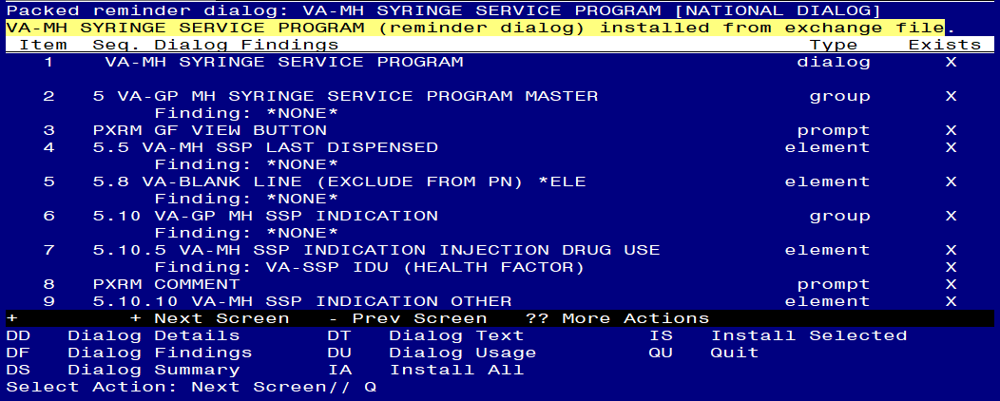 Packed reminder dialog: VA-MH SYRINGE SERVICE PROGRAM [NATIONAL DIALOG]
VA-MH SYRINGE SERVICE PROGRAM (reminder dialog) installed from exchange file.
Item Seq. Dialog Findings Type Exists
1 VA-MH SYRINGE SERVICE PROGRAM dialog X
2 5 VA-GP MH SYRINGE SERVICE PROGRAM MASTER group X
Finding: *NONE*
3 PXRM GF VIEW BUTTON prompt X
4 5.5 VA-MH SSP LAST DISPENSED element X
Finding: *NONE*
5 5.8 VA-BLANK LINE (EXCLUDE FROM PN) *ELE element X
Finding: *NONE*
6 5.10 VA-GP MH SSP INDICATION group X
Finding: *NONE*
7 5.10.5 VA-MH SSP INDICATION INJECTION DRUG USE element X
Finding: VA-SSP IDU (HEALTH FACTOR) X
8 PXRM COMMENT prompt X
9 5.10.10 VA-MH SSP INDICATION OTHER element X
+ + Next Screen - Prev Screen ?? More Actions
DD Dialog Details DT Dialog Text IS Install Selected
DF Dialog Findings DU Dialog Usage QU Quit
DS Dialog Summary IA Install All
Select Action: Next Screen// Q